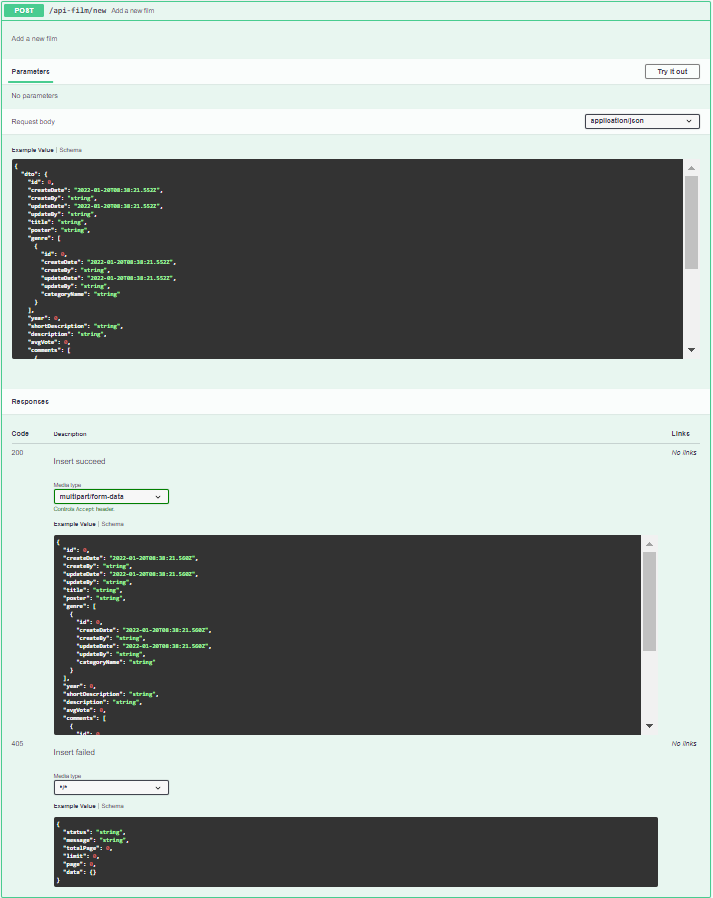 POST /api-film/new Add a new film
Add a new film
Parameters Try it out
No parameters
Request body application/json
Example Value | Schema
{
"dto": {
"id": 0,
"createDate": "2022-01-20T08:38:21.552Z",
"createBy": "string",
"updateDate": "2022-01-20T08:38:21.552Z",
"updateBy": "string",
"title": "string",
"poster": "string",
"genre": [
{
"id": 0,
"createDate": "2022-01-20T08:38:21.552Z",
"createBy": "string",
"updateDate": "2022-01-20T08:38:21.552Z",
"updateBy": "string",
"categoryName": "string"
}
],
"year": 0,
"shortDescription": "string",
"description": "string",
"avgVote": 0,
"comments": [
{
Responses
Code Description Links
200 Insert succeed No links
Media type
multipart/form-data
Controls Accept header.
Example Value | Schema
{
"id": 0,
"createDate": "2022-01-20T08:38:21.560Z",
"createBy": "string",
"updateDate": "2022-01-20T08:38:21.560Z",
"updateBy": "string",
"title": "string",
"poster": "string",
"genre": [
{
"id": 0,
"createDate": "2022-01-20T08:38:21.560Z",
"createBy": "string",
"updateDate": "2022-01-20T08:38:21.560Z",
"updateBy": "string",
"categoryName": "string"
}
],
"year": 0,
"shortDescription": "string",
"description": "string",
"avgVote": 0,
"comments": [
{
"id": 0,
405 Insert failed No links
Media type
*/*
Example Value | Schema
{
"status": "string",
"message": "string",
"totalPage": 0,
"limit": 0,
"page": 0,
"data": {}
}